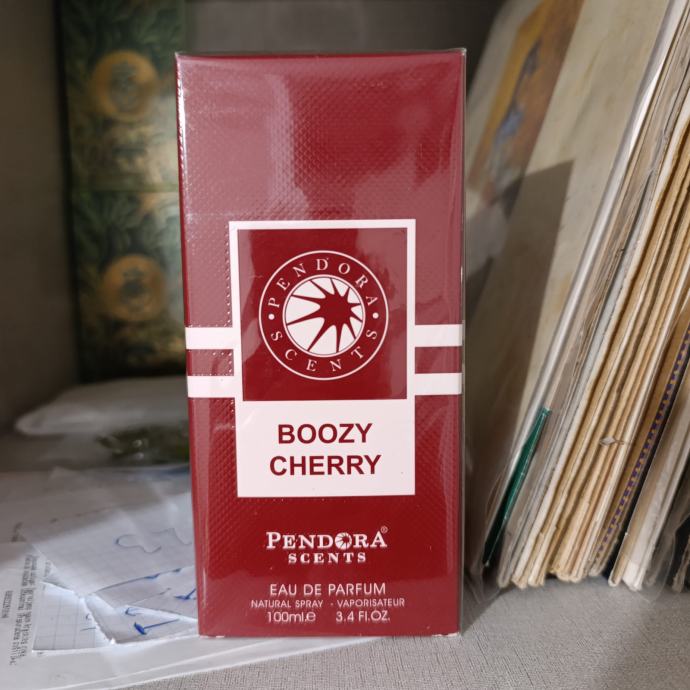 PENDORA
SCENTS
BOOZY
CHERRY
PENDORA®
SCENTS
EAU DE PARFUM
NATURAL SPRAY - VAPORISATEUR
100ml.e 3.4 Fl.OZ.